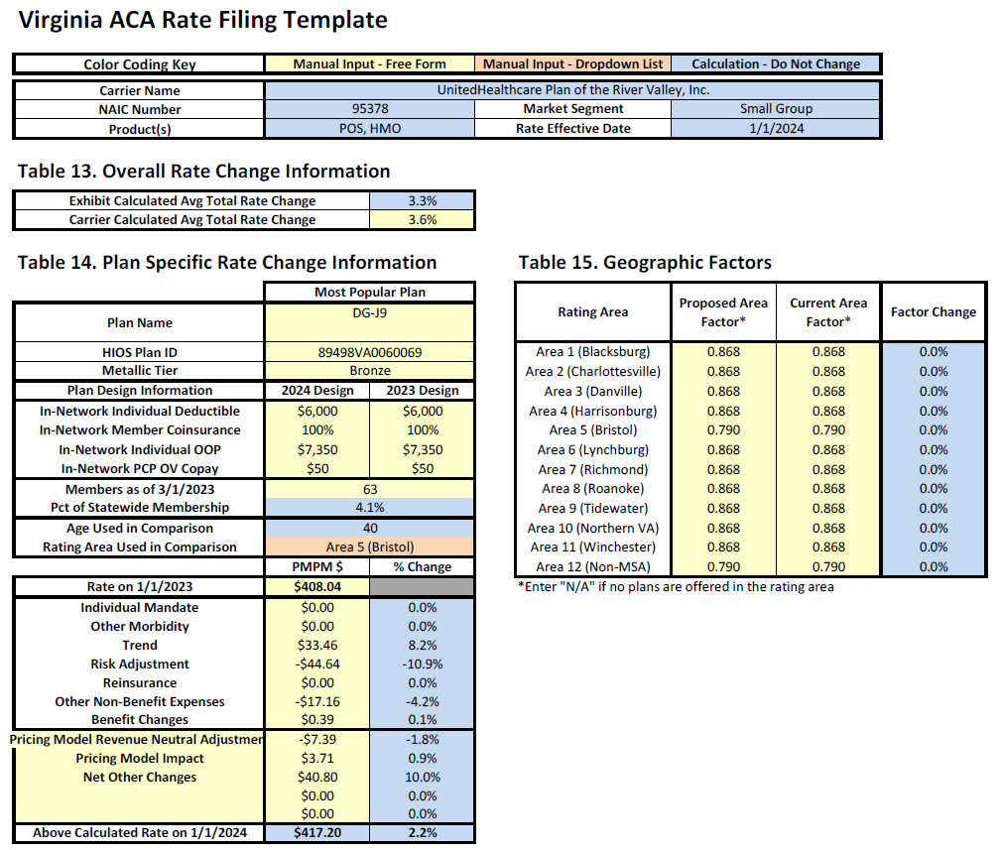 Virginia ACA Rate Filing Template
Color Coding Key Manual Input - Free Form Manual Input - Dropdown List Calculation - Do Not Change
Carrier Name UnitedHealthcare Plan of the River Valley, Inc.
NAIC Number 95378 Market Segment Small Group
Product(s) POS, HMO Rate Effective Date 1/1/2024
Table 13. Overall Rate Change Information
Exhibit Calculated Avg Total Rate Change 3.3%
Carrier Calculated Avg Total Rate Change 3.6%
Table 14. Plan Specific Rate Change Information
Most Popular Plan
Plan Name DG-J9
HIOS Plan ID 89498VA0060069
Metallic Tier Bronze
Plan Design Information 2024 Design 2023 Design
In-Network Individual Deductible $6,000 $6,000
In-Network Member Coinsurance 100% 100%
In-Network Individual OOP $7,350 $7,350
In-Network PCP OV Copay $50 $50
Members as of 3/1/2023 63
Pct of Statewide Membership 4.1%
Age Used in Comparison 40
Rating Area Used in Comparison Area 5 (Bristol)
PMPM $ % Change
Rate on 1/1/2023 $408.04
Individual Mandate $0.00 0.0%
Other Morbidity $0.00 0.0%
Trend $33.46 8.2%
Risk Adjustment -$44.64 -10.9%
Reinsurance $0.00 0.0%
Other Non-Benefit Expenses -$17.16 -4.2%
Benefit Changes $0.39 0.1%
Pricing Model Revenue Neutral Adjustmer -$7.39 -1.8%
Pricing Model Impact $3.71 0.9%
Net Other Changes $40.80 10.0%
$0.00 0.0%
$0.00 0.0%
Above Calculated Rate on 1/1/2024 $417.20 2.2%
Table 15. Geographic Factors
Rating Area Proposed Area Factor* Current Area Factor* Factor Change
Area 1 (Blacksburg) 0.868 0.868 0.0%
Area 2 (Charlottesville) 0.868 0.868 0.0%
Area 3 (Danville) 0.868 0.868 0.0%
Area 4 (Harrisonburg) 0.868 0.868 0.0%
Area 5 (Bristol) 0.790 0.790 0.0%
Area 6 (Lynchburg) 0.868 0.868 0.0%
Area 7 (Richmond) 0.868 0.868 0.0%
Area 8 (Roanoke) 0.868 0.868 0.0%
Area 9 (Tidewater) 0.868 0.868 0.0%
Area 10 (Northern VA) 0.868 0.868 0.0%
Area 11 (Winchester) 0.868 0.868 0.0%
Area 12 (Non-MSA) 0.790 0.790 0.0%
*Enter "N/A" if no plans are offered in the rating area